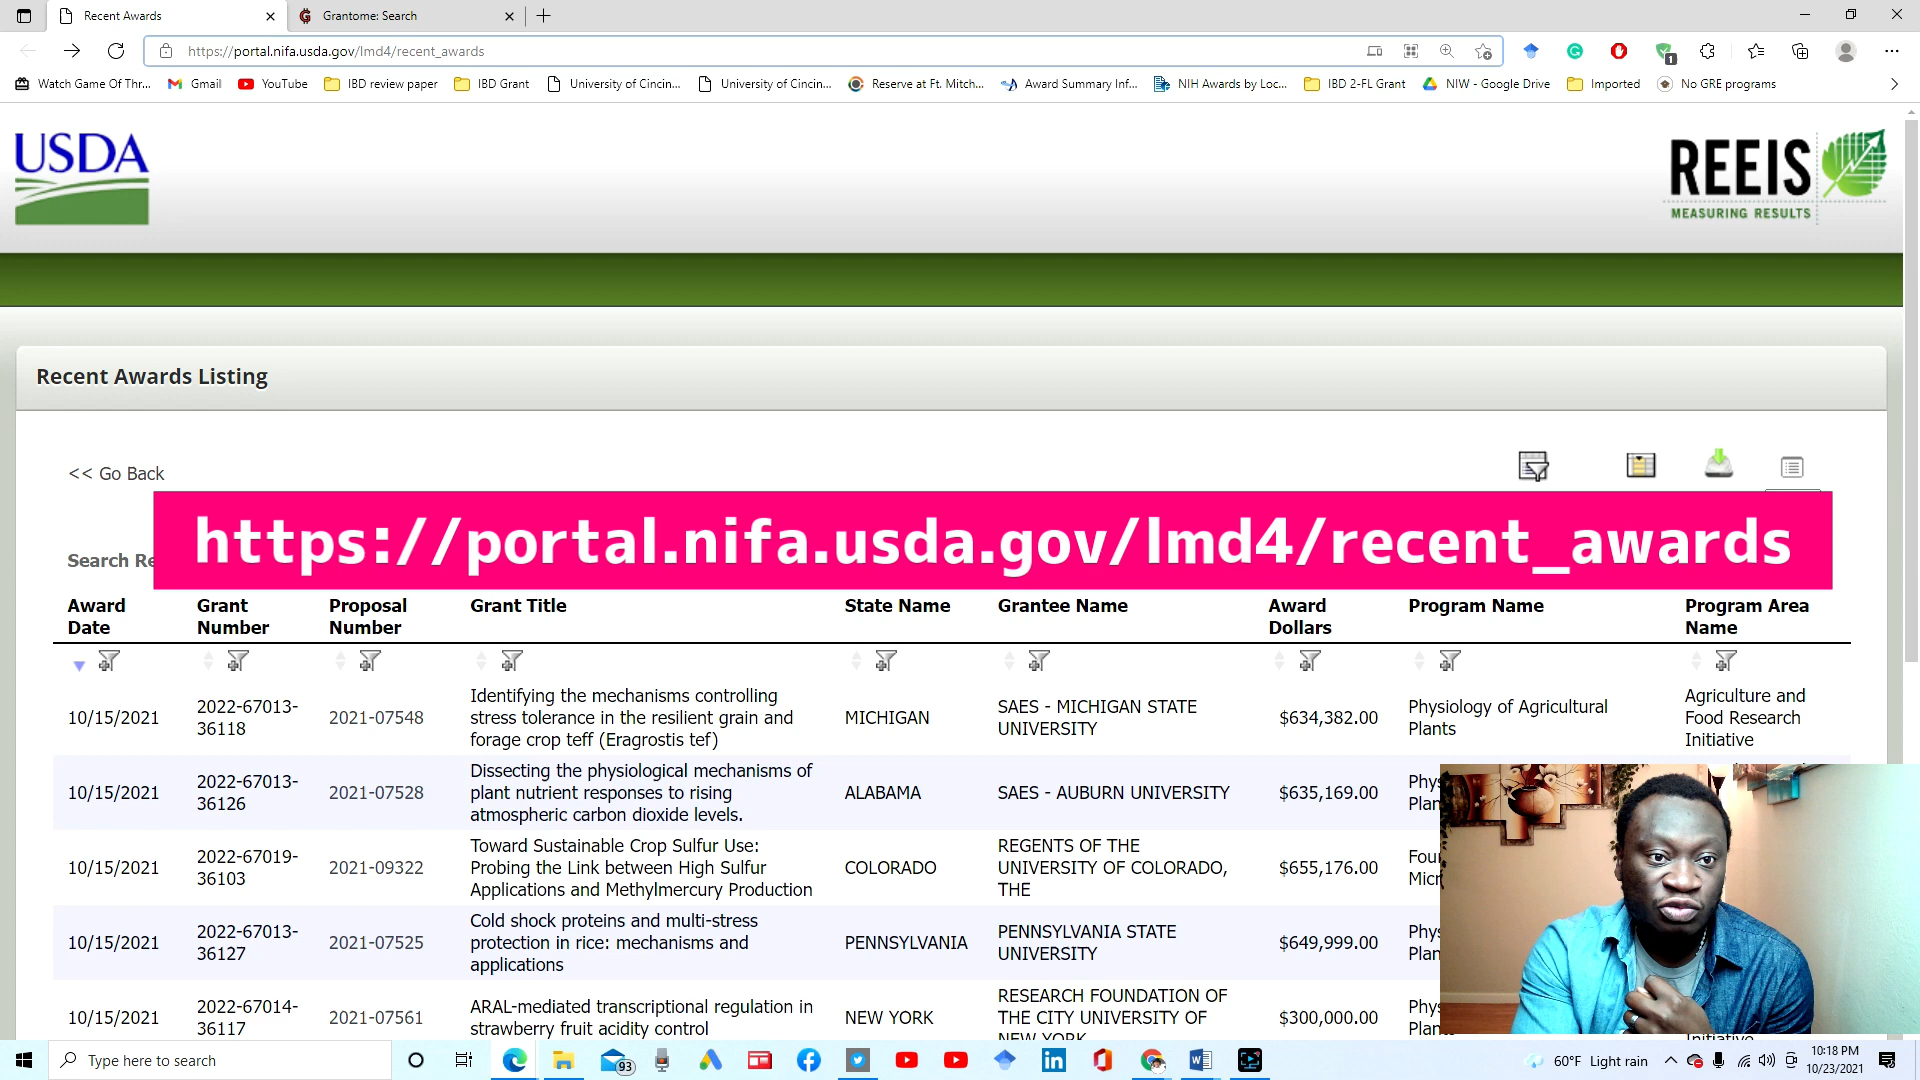 Recent Awards
Grantome: Search
https://portal.nifa.usda.gov/lmd4/recent_awards
1
Watch Game Of Thr...
Gmail
YouTube
IBD review paper
IBD Grant
University of Cincin...
University of Cincin...
Reserve at Ft. Mitch...
Award Summary Inf...
NIH Awards by Loc...
IBD 2-FL Grant
NIW - Google Drive
Imported
No GRE programs
USDA
REEIS
MEASURING RESULTS
Recent Awards Listing
<< Go Back
https://portal.nifa.usda.gov/lmd4/recent_awards
Search Re
Award Date
Grant Number
Proposal Number
Grant Title
State Name
Grantee Name
Award Dollars
Program Name
Program Area Name
10/15/2021
2022-67013-
36118
2021-07548
Identifying the mechanisms controlling
stress tolerance in the resilient grain and
forage crop teff (Eragrostis tef)
MICHIGAN
SAES - MICHIGAN STATE
UNIVERSITY
$634,382.00
Physiology of Agricultural
Plants
Agriculture and
Food Research
Initiative
10/15/2021
2022-67013-
36126
2021-07528
Dissecting the physiological mechanisms of
plant nutrient responses to rising
atmospheric carbon dioxide levels.
ALABAMA
SAES - AUBURN UNIVERSITY
$635,169.00
Phys
Plan
10/15/2021
2022-67019-
36103
2021-09322
Toward Sustainable Crop Sulfur Use:
Probing the Link between High Sulfur
Applications and Methylmercury Production
COLORADO
REGENTS OF THE
UNIVERSITY OF COLORADO,
THE
$655,176.00
Foun
Micr
10/15/2021
2022-67013-
36127
2021-07525
Cold shock proteins and multi-stress
protection in rice: mechanisms and
applications
PENNSYLVANIA
PENNSYLVANIA STATE
UNIVERSITY
$649,999.00
Phys
Plan
10/15/2021
2022-67014-
36117
2021-07561
ARAL-mediated transcriptional regulation in
strawberry fruit acidity control
NEW YORK
RESEARCH FOUNDATION OF
THE CITY UNIVERSITY OF
NEW YORK
$300,000.00
Phys
Plan
Initiative
Type here to search
93
60°F Light rain
10:18 PM
10/23/2021